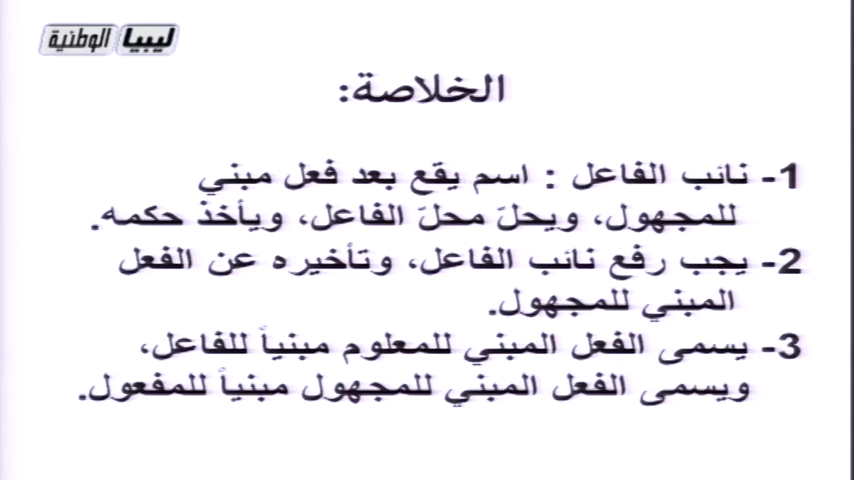 ليبيا الوطنية
الخلاصة:
1- نائب الفاعل : اسم يقع بعد فعل مبني
للمجهول، ويحلَ محلَ الفاعل، ويأخذ حكمه.
2- يجب رفع نائب الفاعل، وتأخيره عن الفعل
المبني للمجهول.
3- يسمى الفعل المبني للمعلوم مبنياً للفاعل،
ويسمى الفعل المبني للمجهول مبنياً للمفعول.